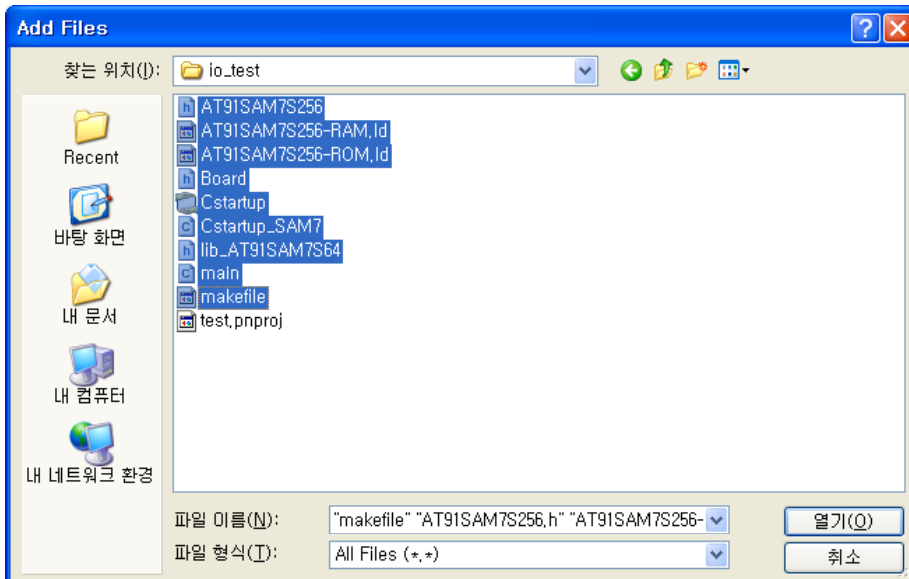 Add Files
찾는 위치(I): io_test
Recent
바탕 화면
내 문서
내 컴퓨터
내 네트워크 환경
AT91SAM7S256
AT91SAM7S256-RAM,ld
AT91SAM7S256-ROM,ld
Board
Cstartup
Cstartup_SAM7
lib_AT91SAM7S64
main
makefile
test,pnproj
파일 이름(N): "makefile" "AT91SAM7S256,h" "AT91SAM7S256-
열기(O)
파일 형식(T): All Files (*,*)
취소